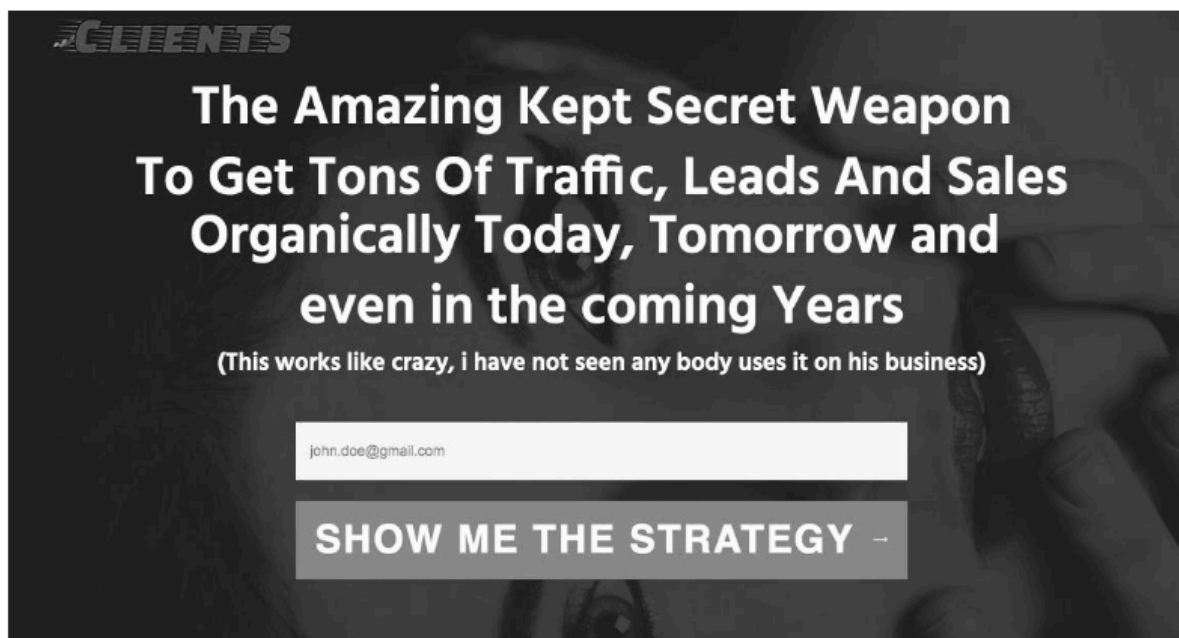 CLIENTS
The Amazing Kept Secret Weapon
To Get Tons Of Traffic, Leads And Sales
Organically Today, Tomorrow and
even in the coming Years
(This works like crazy, i have not seen any body uses it on his business)
john.doe@gmail.com
SHOW ME THE STRATEGY →